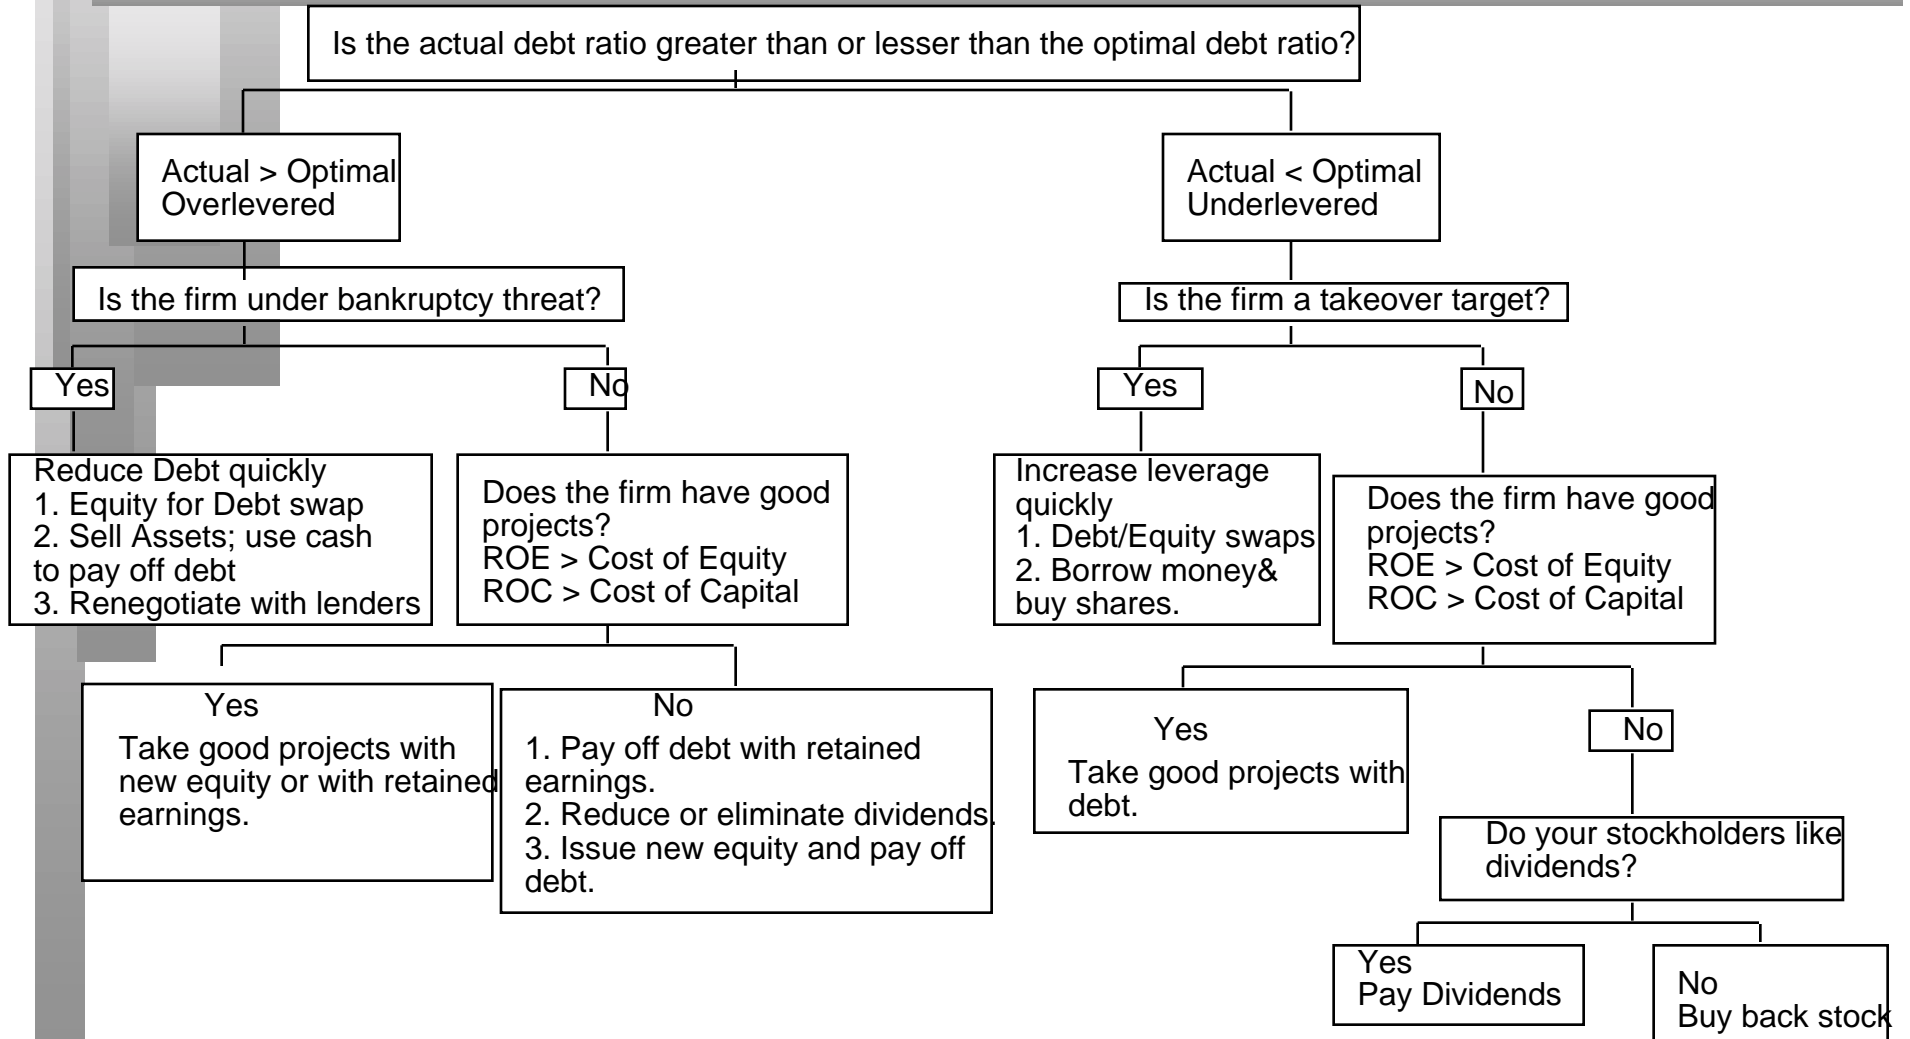 Is the actual debt ratio greater than or lesser than the optimal debt ratio?
Actual > Optimal
Overlevered
Actual < Optimal
Underlevered
Is the firm under bankruptcy threat?
Is the firm a takeover target?
Yes
No
Yes
No
Reduce Debt quickly
1. Equity for Debt swap
2. Sell Assets; use cash
to pay off debt
3. Renegotiate with lenders
Does the firm have good
projects?
ROE > Cost of Equity
ROC > Cost of Capital
Increase leverage
quickly
1. Debt/Equity swaps
2. Borrow money&
buy shares.
Does the firm have good
projects?
ROE > Cost of Equity
ROC > Cost of Capital
Yes
Take good projects with
new equity or with retained
earnings.
No
1. Pay off debt with retained
earnings.
2. Reduce or eliminate dividends.
3. Issue new equity and pay off
debt.
Yes
Take good projects with
debt.
No
Do your stockholders like
dividends?
Yes
Pay Dividends
No
Buy back stock